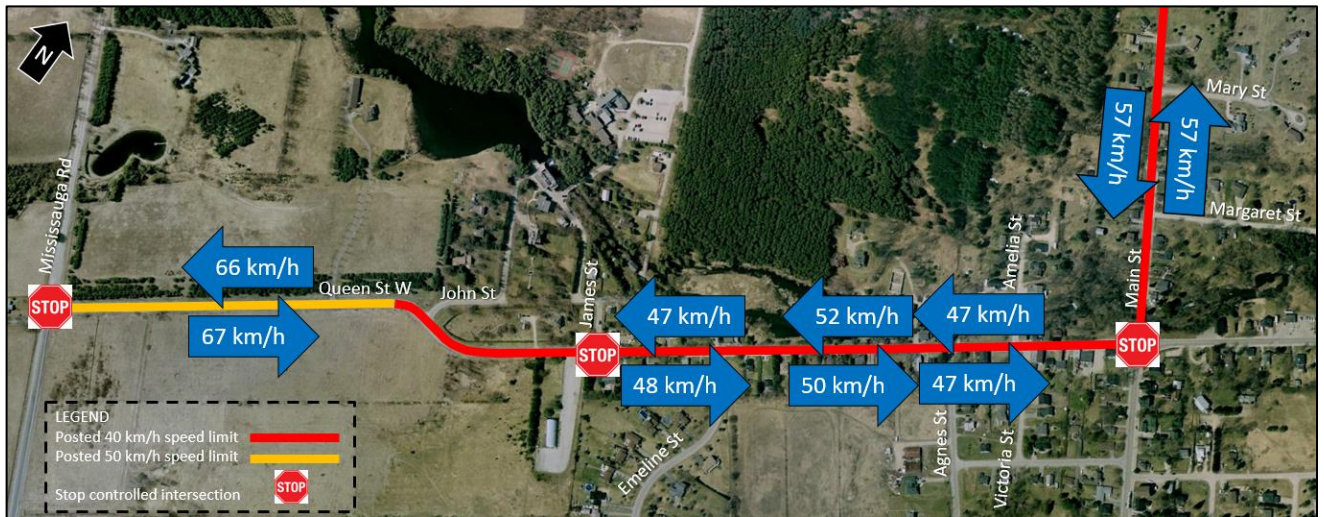 N
Mary St
57 km/h
57 km/h
Margaret St
Mississauga Rd
Amelia St
Main St
66 km/h
Queen St W
John St
James St
STOP
67 km/h
47 km/h
52 km/h
47 km/h
STOP
STOP
48 km/h
50 km/h
47 km/h
LEGEND
Posted 40 km/h speed limit
Posted 50 km/h speed limit
Stop controlled intersection
STOP
Emeline St
Agnes St
Victoria St